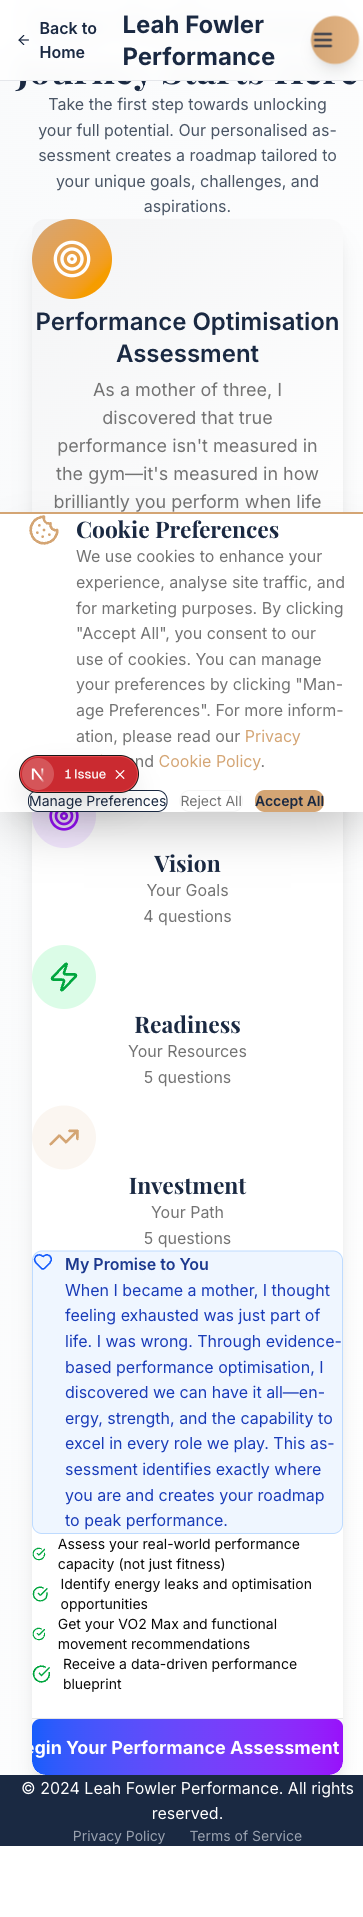 Back to
Home
Leah Fowler
Performance
Journey Starts Here
Take the first step towards unlocking
your full potential. Our personalised as-
sessment creates a roadmap tailored to
your unique goals, challenges, and
aspirations.
Performance Optimisation
Assessment
As a mother of three, I
discovered that true
performance isn't measured in
the gym—it's measured in how
brilliantly you perform when life
Cookie Preferences
We use cookies to enhance your
experience, analyse site traffic, and
for marketing purposes. By clicking
"Accept All", you consent to our
use of cookies. You can manage
your preferences by clicking "Man-
age Preferences". For more inform-
ation, please read our Privacy
nd Cookie Policy.
1 Issue
Manage Preferences
Reject All
Accept All
Vision
Your Goals
4 questions
Readiness
Your Resources
5 questions
Investment
Your Path
5 questions
My Promise to You
When I became a mother, I thought
feeling exhausted was just part of
life. I was wrong. Through evidence-
based performance optimisation, I
discovered we can have it all—en-
ergy, strength, and the capability to
excel in every role we play. This as-
sessment identifies exactly where
you are and creates your roadmap
to peak performance.
Assess your real-world performance
capacity (not just fitness)
Identify energy leaks and optimisation
opportunities
Get your VO2 Max and functional
movement recommendations
Receive a data-driven performance
blueprint
egin Your Performance Assessment
© 2024 Leah Fowler Performance. All rights
reserved.
Privacy Policy
Terms of Service